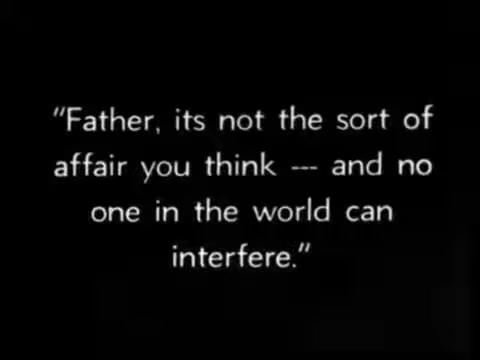 "Father, its not the sort of
affair you think --- and no
one in the world can
interfere."